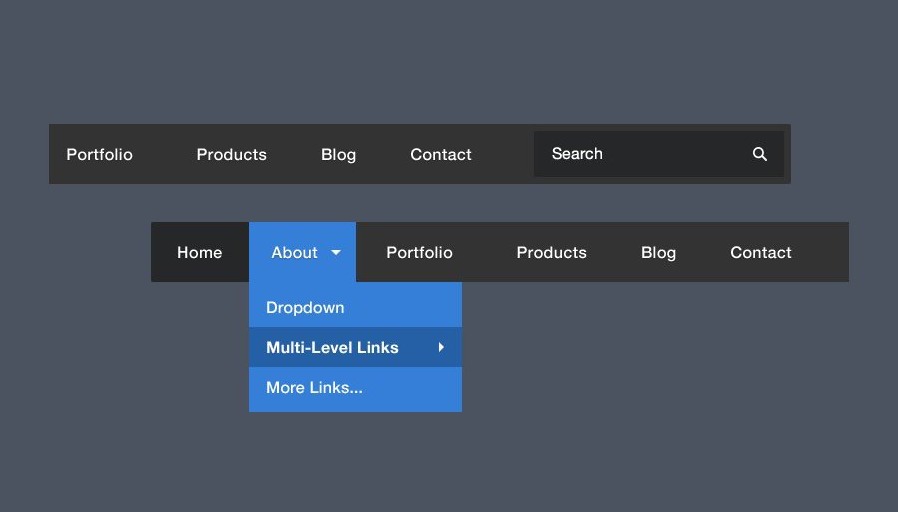 Portfolio Products Blog Contact Search
Home About Portfolio Products Blog Contact
Dropdown
Multi-Level Links
More Links...